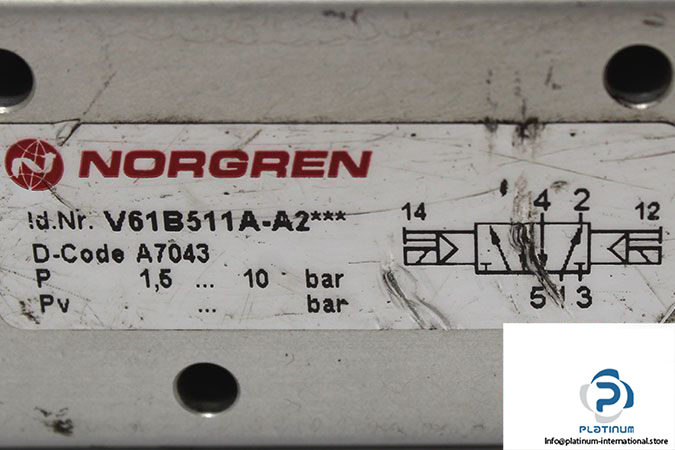 NORGREN
Id.Nr. V61B511A-A2***
D-Code A7043
P 1,5 ... 10 bar
Pv ... bar
14 4 2 12
5 1 3
PLATINUM
Info@platinum-international.store